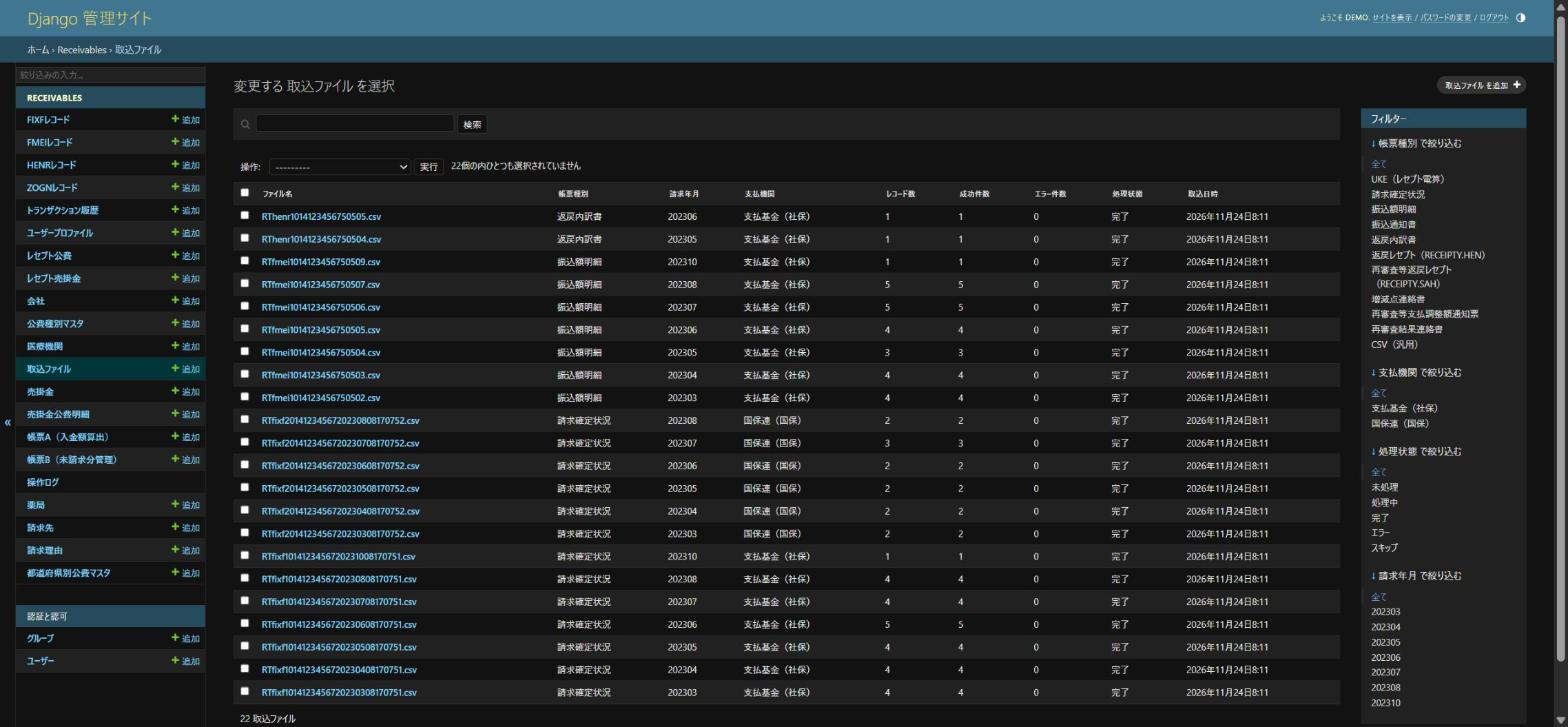 Django 管理サイト
ようこそ DEMO. サイトを表示 / パスワードの変更 / ログアウト
ホーム › Receivables › 取込ファイル
絞り込みの入力...
RECEIVABLES
FIXFレコード + 追加
FMEIレコード + 追加
HENRレコード + 追加
ZOGNレコード + 追加
トランザクション履歴 + 追加
ユーザープロファイル + 追加
レセプト公費 + 追加
レセプト売掛金 + 追加
会社 + 追加
公費種別マスタ + 追加
医療機関 + 追加
取込ファイル + 追加
売掛金 + 追加
売掛金公費明細 + 追加
帳票A（入金額算出） + 追加
帳票B（未請求分管理） + 追加
操作ログ
薬局 + 追加
請求先 + 追加
請求理由 + 追加
都道府県別公費マスタ + 追加
認証と認可
グループ + 追加
ユーザー + 追加
«
変更する 取込ファイル を選択
取込ファイル を追加 +
検索
操作: --------- 実行 22個の内ひとつも選択されていません
ファイル名 帳票種別 請求年月 支払機関 レコード数 成功件数 エラー件数 処理状態 取込日時
RThenr1014123456750505.csv 返戻内訳書 202306 支払基金（社保） 1 1 0 完了 2026年11月24日8:11
RThenr1014123456750504.csv 返戻内訳書 202305 支払基金（社保） 1 1 0 完了 2026年11月24日8:11
RTfmei1014123456750509.csv 振込額明細 202310 支払基金（社保） 1 1 0 完了 2026年11月24日8:11
RTfmei1014123456750507.csv 振込額明細 202308 支払基金（社保） 5 5 0 完了 2026年11月24日8:11
RTfmei1014123456750506.csv 振込額明細 202307 支払基金（社保） 5 5 0 完了 2026年11月24日8:11
RTfmei1014123456750505.csv 振込額明細 202306 支払基金（社保） 4 4 0 完了 2026年11月24日8:11
RTfmei1014123456750504.csv 振込額明細 202305 支払基金（社保） 3 3 0 完了 2026年11月24日8:11
RTfmei1014123456750503.csv 振込額明細 202304 支払基金（社保） 4 4 0 完了 2026年11月24日8:11
RTfmei1014123456750502.csv 振込額明細 202303 支払基金（社保） 4 4 0 完了 2026年11月24日8:11
RTfixf2014123456720230808170752.csv 請求確定状況 202308 国保連（国保） 2 2 0 完了 2026年11月24日8:11
RTfixf2014123456720230708170752.csv 請求確定状況 202307 国保連（国保） 3 3 0 完了 2026年11月24日8:11
RTfixf2014123456720230608170752.csv 請求確定状況 202306 国保連（国保） 2 2 0 完了 2026年11月24日8:11
RTfixf2014123456720230508170752.csv 請求確定状況 202305 国保連（国保） 2 2 0 完了 2026年11月24日8:11
RTfixf2014123456720230408170752.csv 請求確定状況 202304 国保連（国保） 2 2 0 完了 2026年11月24日8:11
RTfixf2014123456720230308170752.csv 請求確定状況 202303 国保連（国保） 2 2 0 完了 2026年11月24日8:11
RTfixf1014123456720231008170751.csv 請求確定状況 202310 支払基金（社保） 1 1 0 完了 2026年11月24日8:11
RTfixf1014123456720230808170751.csv 請求確定状況 202308 支払基金（社保） 4 4 0 完了 2026年11月24日8:11
RTfixf1014123456720230708170751.csv 請求確定状況 202307 支払基金（社保） 4 4 0 完了 2026年11月24日8:11
RTfixf1014123456720230608170751.csv 請求確定状況 202306 支払基金（社保） 5 5 0 完了 2026年11月24日8:11
RTfixf1014123456720230508170751.csv 請求確定状況 202305 支払基金（社保） 4 4 0 完了 2026年11月24日8:11
RTfixf1014123456720230408170751.csv 請求確定状況 202304 支払基金（社保） 4 4 0 完了 2026年11月24日8:11
RTfixf1014123456720230308170751.csv 請求確定状況 202303 支払基金（社保） 4 4 0 完了 2026年11月24日8:11
22 取込ファイル
フィルター
↓ 帳票種別 で絞り込む
全て
UKE（レセプト電算）
請求確定状況
振込額明細
振込通知書
返戻内訳書
返戻レセプト（RECEIPTY.HEN）
再審査等返戻レセプト
（RECEIPTY.SAH）
増減点連絡書
再審査等支払調整額通知票
再審査結果連絡書
CSV（汎用）
↓ 支払機関 で絞り込む
全て
支払基金（社保）
国保連（国保）
↓ 処理状態 で絞り込む
全て
未処理
処理中
完了
エラー
スキップ
↓ 請求年月 で絞り込む
全て
202303
202304
202305
202306
202307
202308
202310